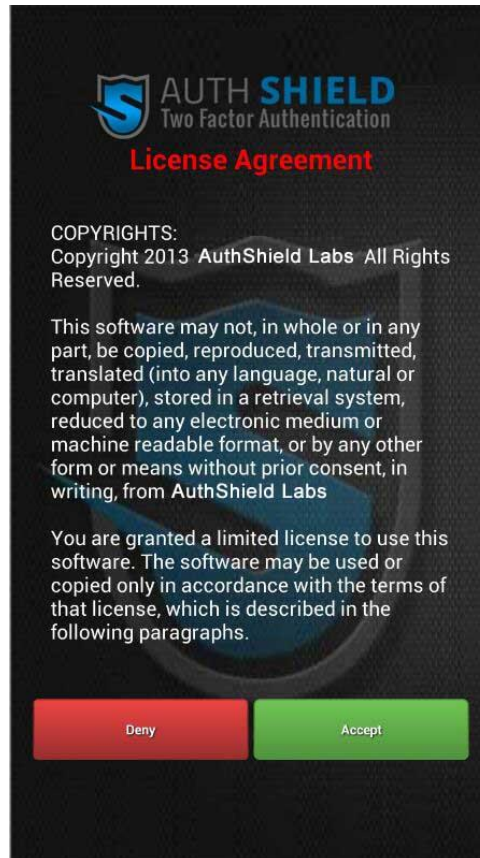 AUTH SHIELD
Two Factor Authentication
License Agreement
COPYRIGHTS:
Copyright 2013 AuthShield Labs All Rights
Reserved.
This software may not, in whole or in any
part, be copied, reproduced, transmitted,
translated (into any language, natural or
computer), stored in a retrieval system,
reduced to any electronic medium or
machine readable format, or by any other
form or means without prior consent, in
writing, from AuthShield Labs
You are granted a limited license to use this
software. The software may be used or
copied only in accordance with the terms of
that license, which is described in the
following paragraphs.
Deny
Accept